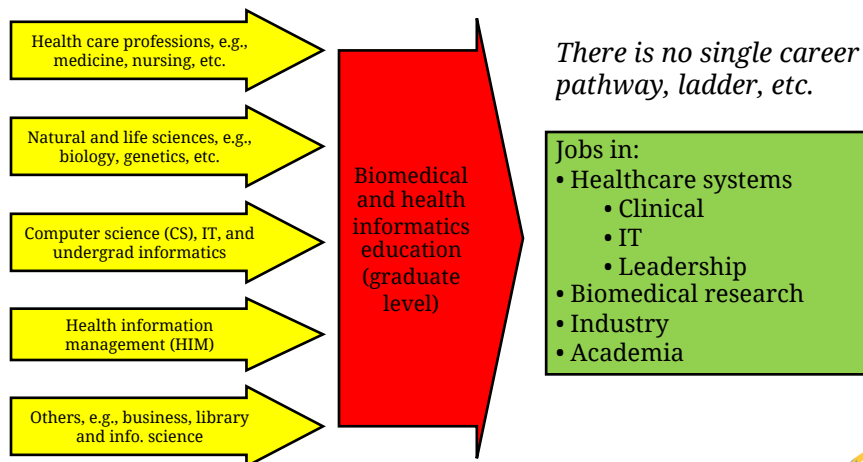 Health care professions, e.g.,
medicine, nursing, etc.
Natural and life sciences, e.g.,
biology, genetics, etc.
Computer science (CS), IT, and
undergrad informatics
Health information
management (HIM)
Others, e.g., business, library
and info. science
Biomedical
and health
informatics
education
(graduate
level)
There is no single career
pathway, ladder, etc.
Jobs in:
• Healthcare systems
• Clinical
• IT
• Leadership
• Biomedical research
• Industry
• Academia